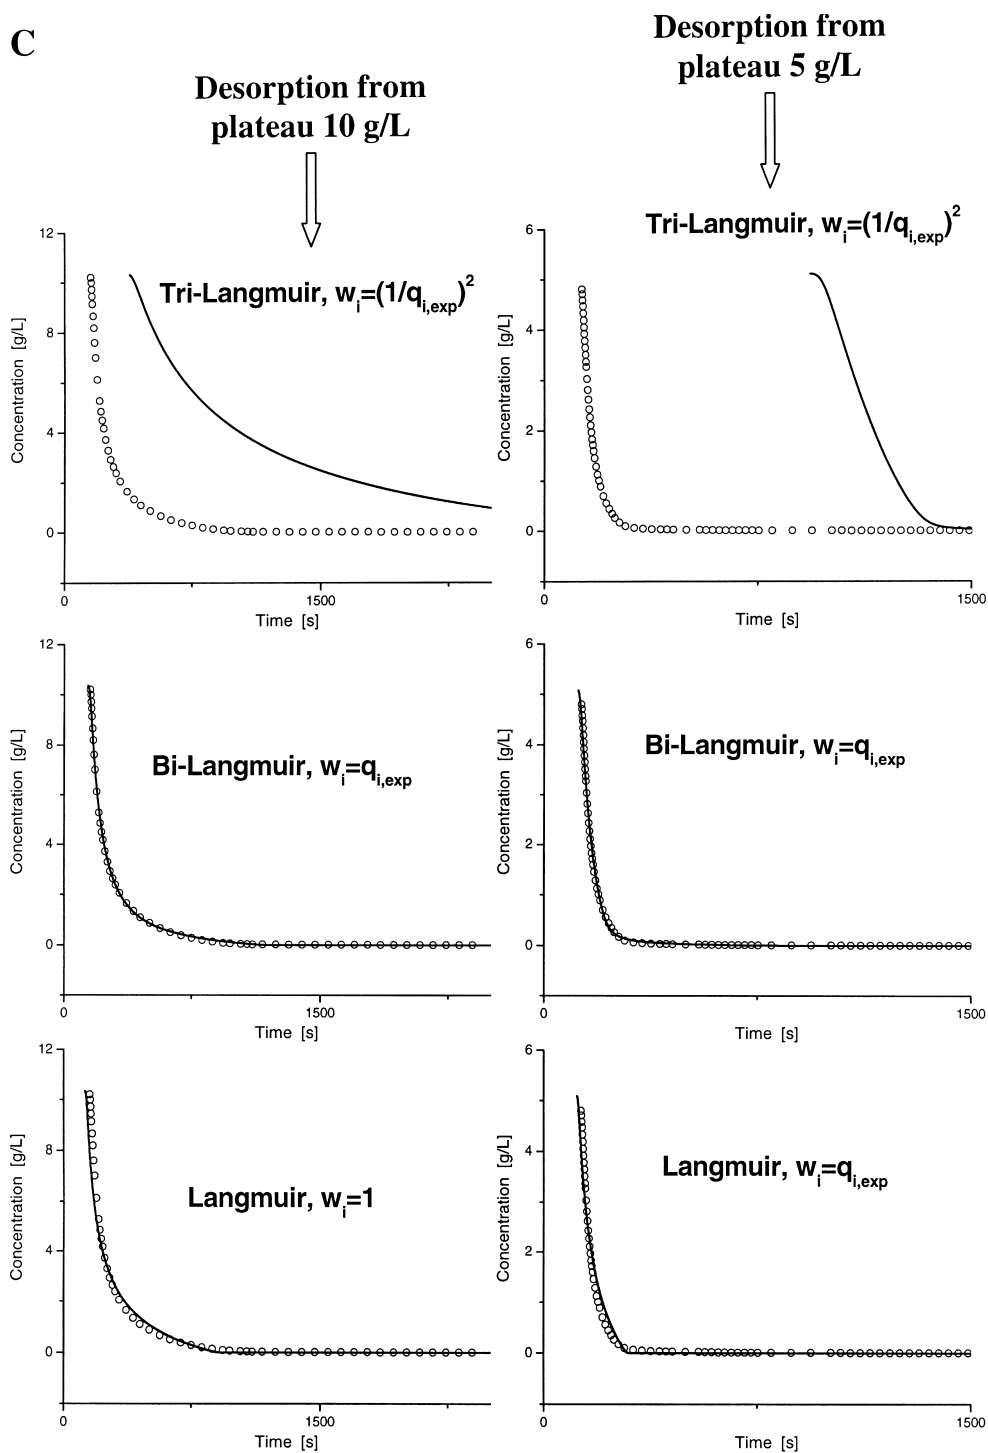 C
Desorption from
plateau 10 g/L
Desorption from
plateau 5 g/L
Tri-Langmuir, wi=(1/qi,exp)2
Concentration [g/L]
12
8
4
0
0
1500
Time [s]
Tri-Langmuir, wi=(1/qi,exp)2
Concentration [g/L]
6
4
2
0
0
1500
Time [s]
Bi-Langmuir, wi=qi,exp
Concentration [g/L]
12
8
4
0
0
1500
Time [s]
Bi-Langmuir, wi=qi,exp
Concentration [g/L]
6
4
2
0
0
1500
Time [s]
Langmuir, wi=1
Concentration [g/L]
12
8
4
0
0
1500
Time [s]
Langmuir, wi=qi,exp
Concentration [g/L]
6
4
2
0
0
1500
Time [s]